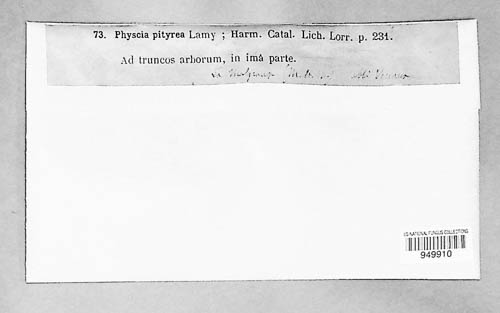 73. Physcia pityrea Lamy ; Harm. Catal. Lich. Lorr. p. 231.
Ad truncos arborum, in imâ parte.
US NATIONAL FUNGUS COLLECTIONS
949910